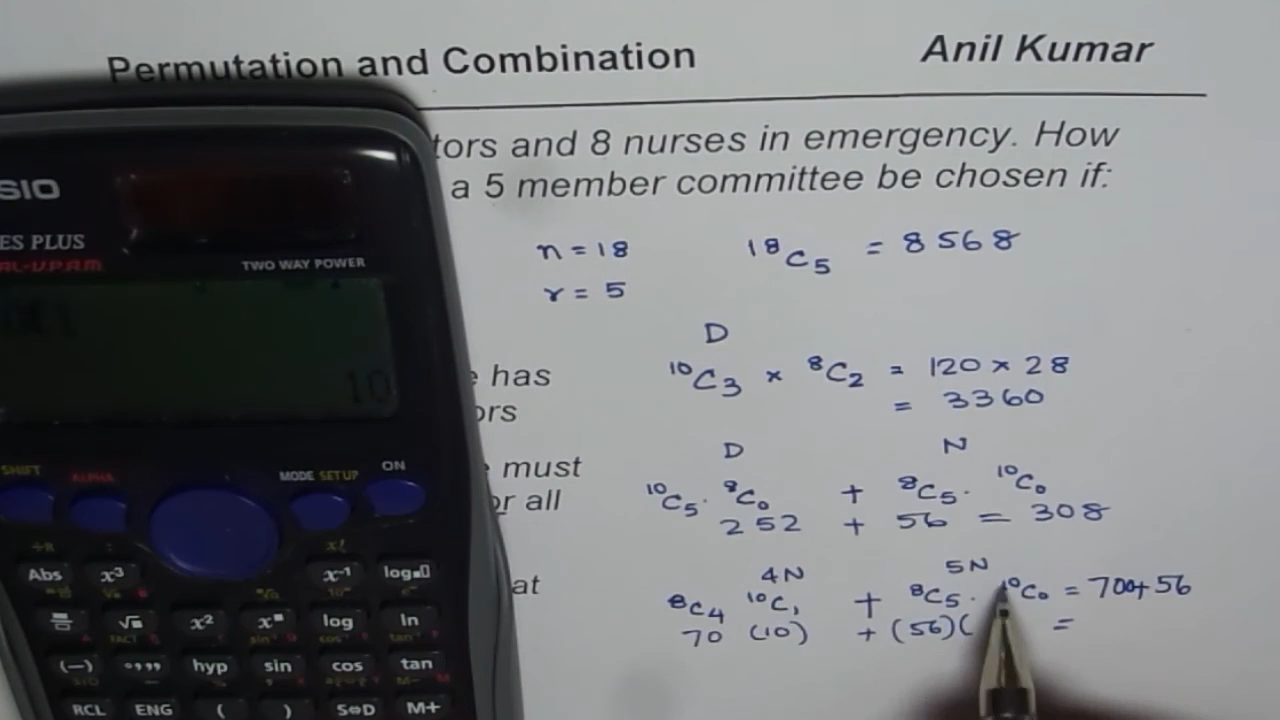 Permutation and Combination Anil Kumar
tors and 8 nurses in emergency. How
a 5 member committee be chosen if:
n = 18 ¹⁸C₅ = 8568
r = 5
D
¹⁰C₃ × ⁸C₂ = 120 × 28
= 3360
has
ors
D N
must
or all
¹⁰C₅ · ⁸C₀ + ⁸C₅ · ¹⁰C₀
252 + 56 = 308
4N 5N
at
⁸C₄ ¹⁰C₁ + ⁸C₅ · ¹⁰C₀ = 700 + 56
70 (10) + (56)( =
SIO
ES PLUS
TWO WAY POWER
10
SHIFT ALPHA MODE SETUP ON
x!
Abs x³ x⁻¹ log
√ x² xⁿ log ln
(−) hyp sin cos tan
RCL ENG ( ) S⇔D M+